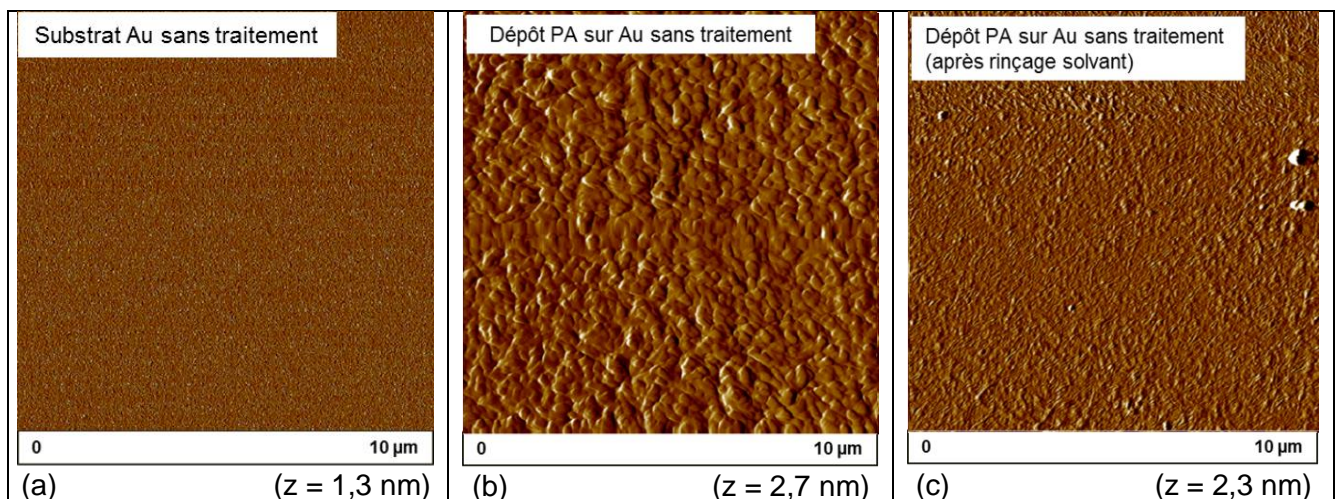 Substrat Au sans traitement
Dépôt PA sur Au sans traitement
Dépôt PA sur Au sans traitement
(après rinçage solvant)
0 10 µm
0 10 µm
0 10 µm
(a) (z = 1,3 nm)
(b) (z = 2,7 nm)
(c) (z = 2,3 nm)